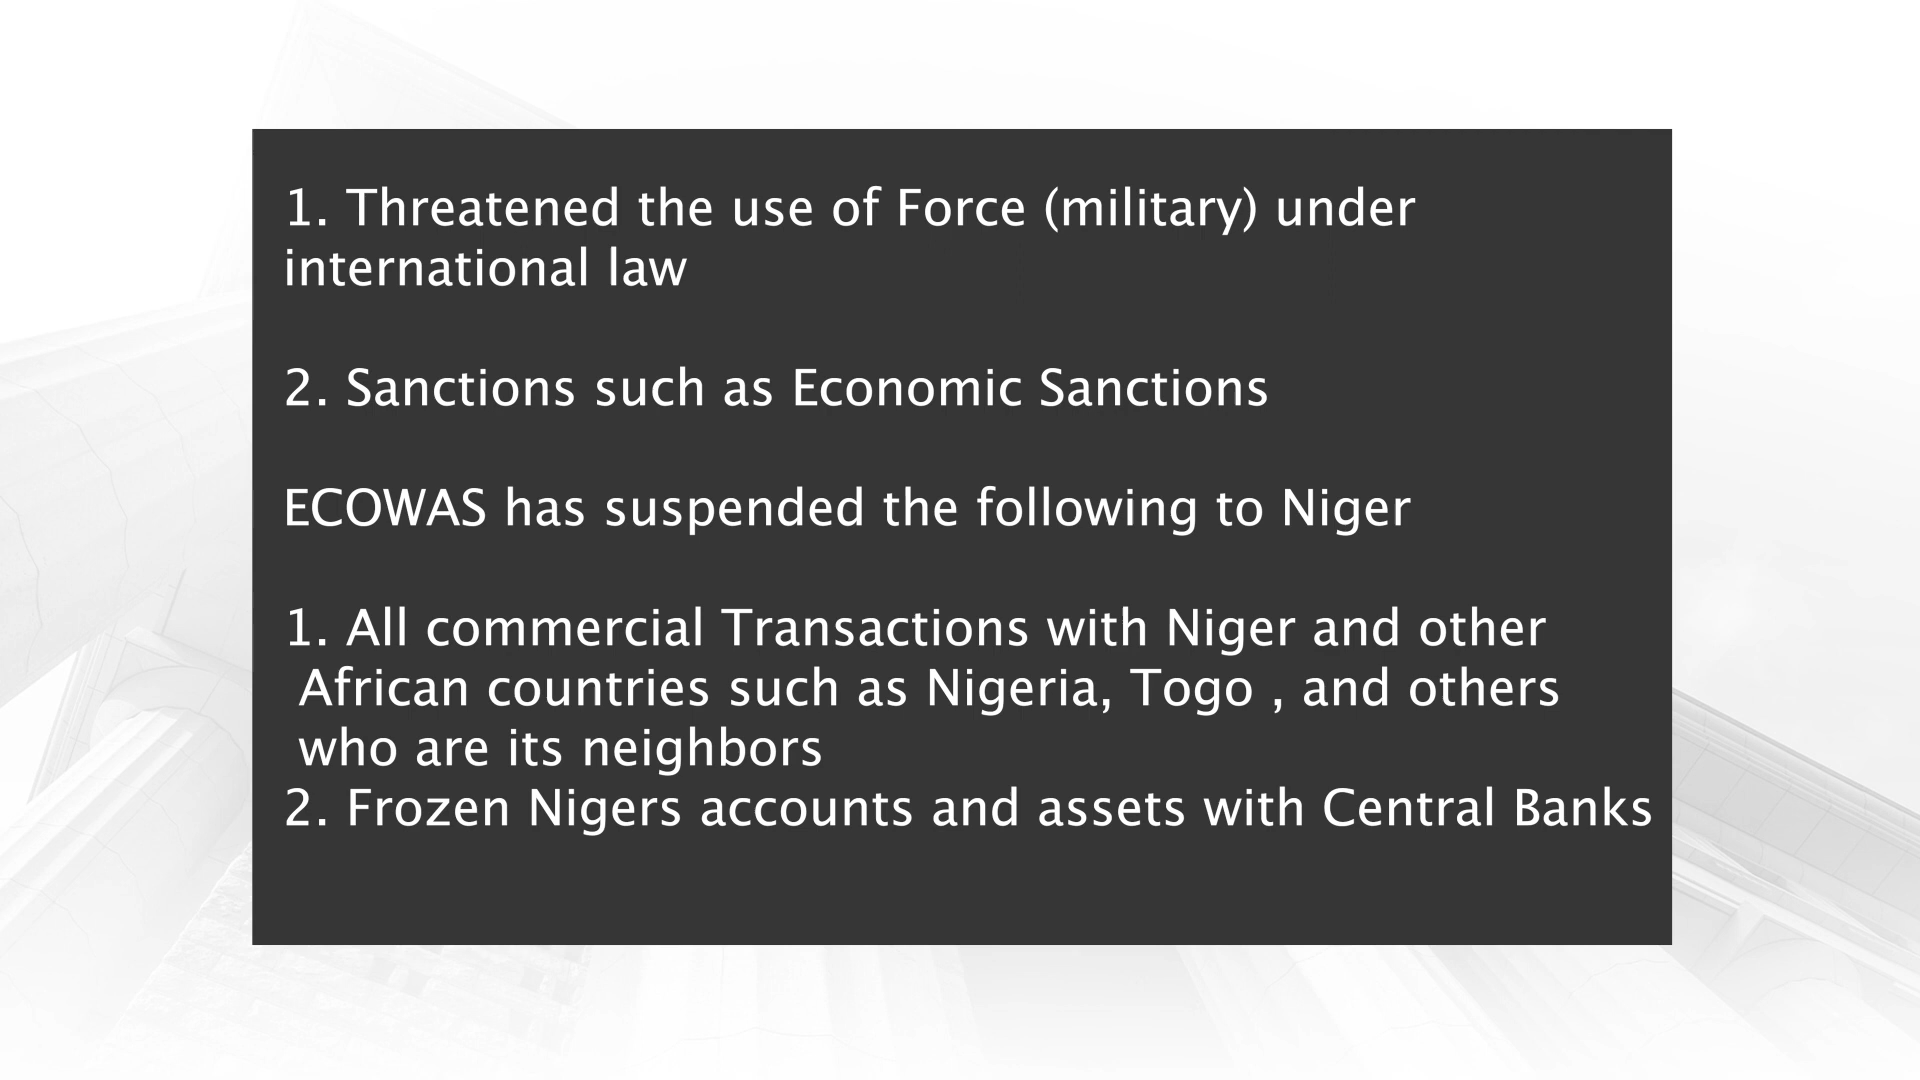 1. Threatened the use of Force (military) under
international law
2. Sanctions such as Economic Sanctions
ECOWAS has suspended the following to Niger
1. All commercial Transactions with Niger and other
African countries such as Nigeria, Togo , and others
who are its neighbors
2. Frozen Nigers accounts and assets with Central Banks